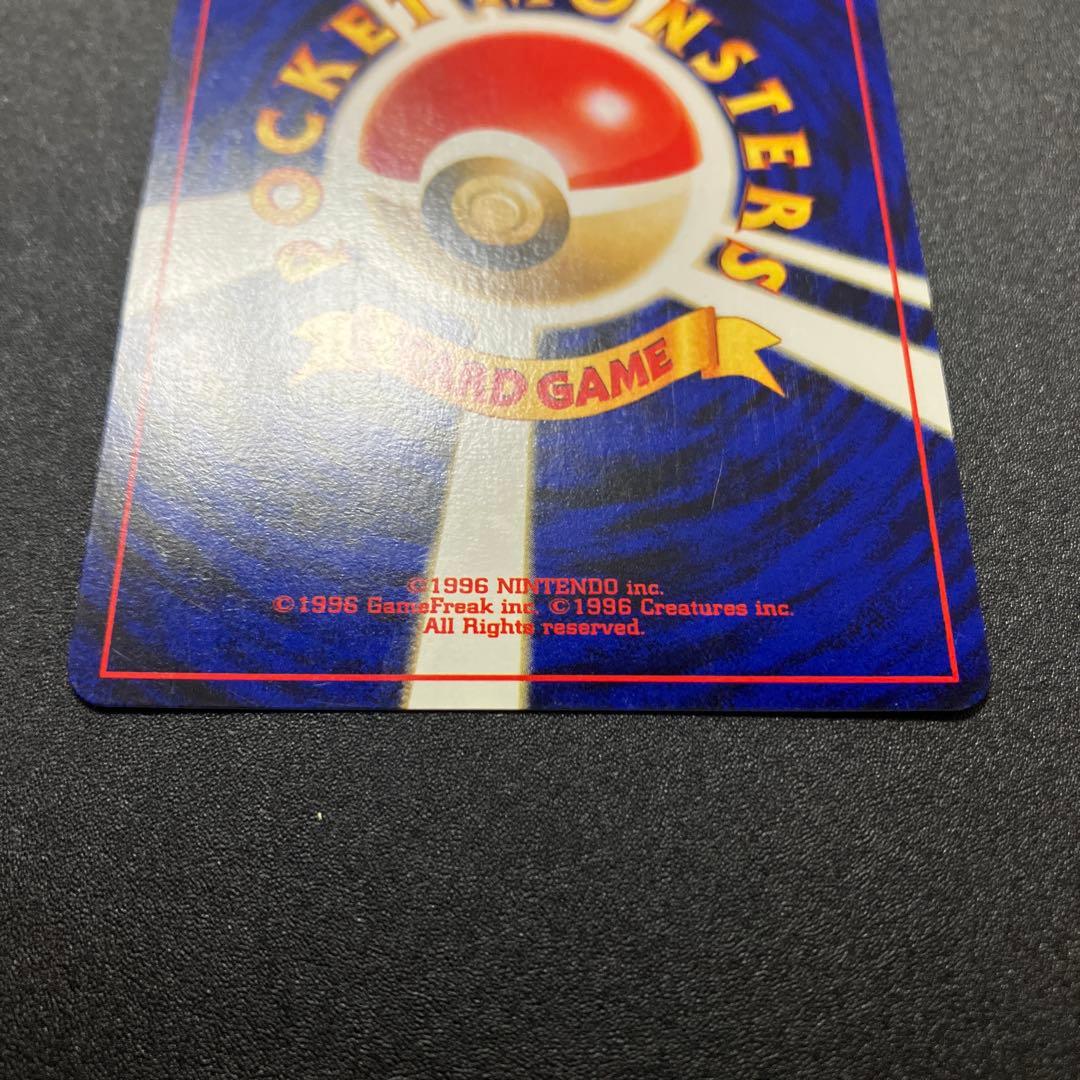 POCKET MONSTERS
CARD GAME
©1996 NINTENDO inc.
©1996 GameFreak inc. ©1996 Creatures inc.
All Rights reserved.